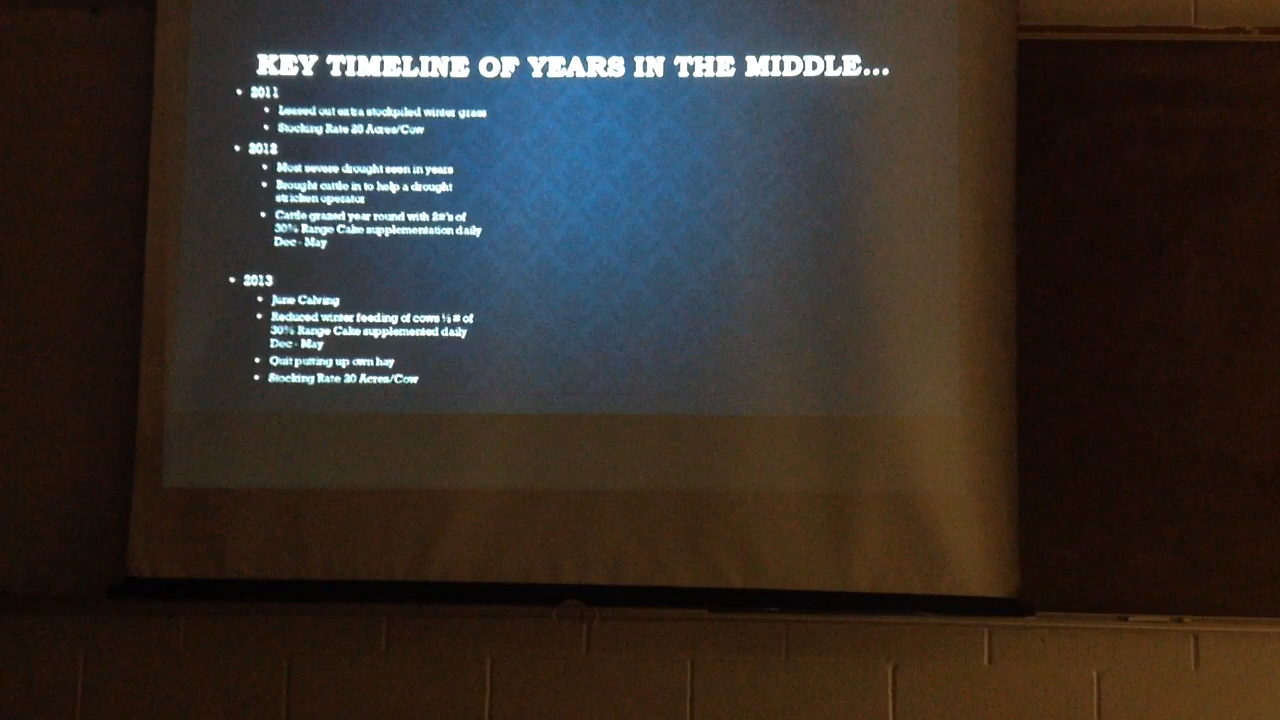 KEY TIMELINE OF YEARS IN THE MIDDLE...
• 2011
• Leased out extra stockpiled winter grass
• Stocking Rate 20 Acres/Cow
• 2012
• Most severe drought seen in years
• Brought cattle in to help a drought
stricken operator
• Cattle grazed year round with 2#'s of
30% Range Cake supplementation daily
Dec - May
• 2013
• June Calving
• Reduced winter feeding of cows ½ # of
30% Range Cake supplemented daily
Dec - May
• Quit putting up own hay
• Stocking Rate 20 Acres/Cow